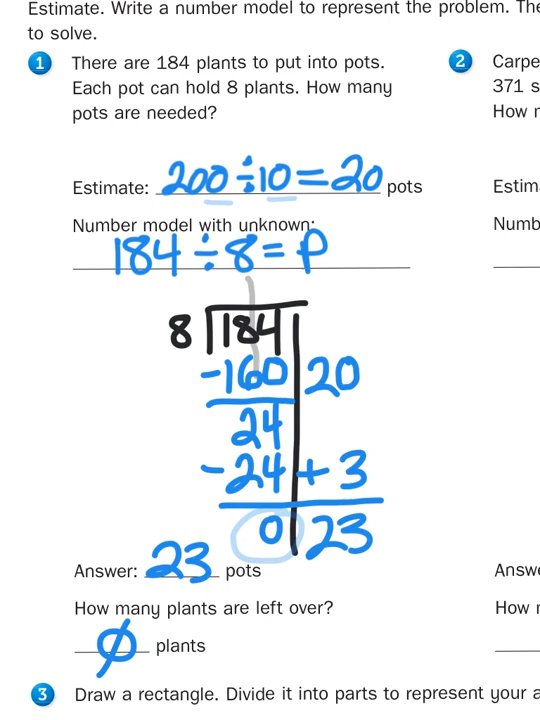 Estimate. Write a number model to represent the problem. The
to solve.
1 There are 184 plants to put into pots.
Each pot can hold 8 plants. How many
pots are needed?
Estimate: 200 ÷ 10 = 20 pots
Number model with unknown:
184 ÷ 8 = p
8 184
-160 20
24
-24 + 3
0 23
Answer: 23 pots
How many plants are left over?
0 plants
2 Carpe
371 s
How
Estim
Numb
Answ
How
3 Draw a rectangle. Divide it into parts to represent your a